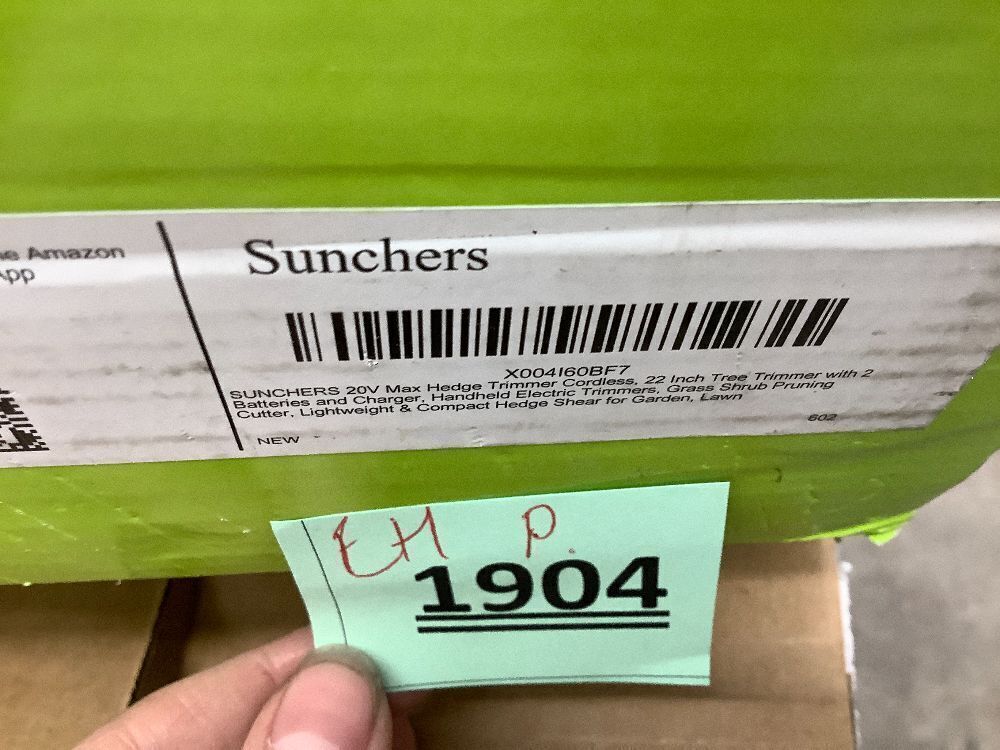 e Amazon
App
Sunchers
X004I60BF7
SUNCHERS 20V Max Hedge Trimmer Cordless, 22 Inch Tree Trimmer with 2
Batteries and Charger, Handheld Electric Trimmers, Grass Shrub Pruning
Cutter, Lightweight & Compact Hedge Shear for Garden, Lawn
NEW
602
EH P.
1904